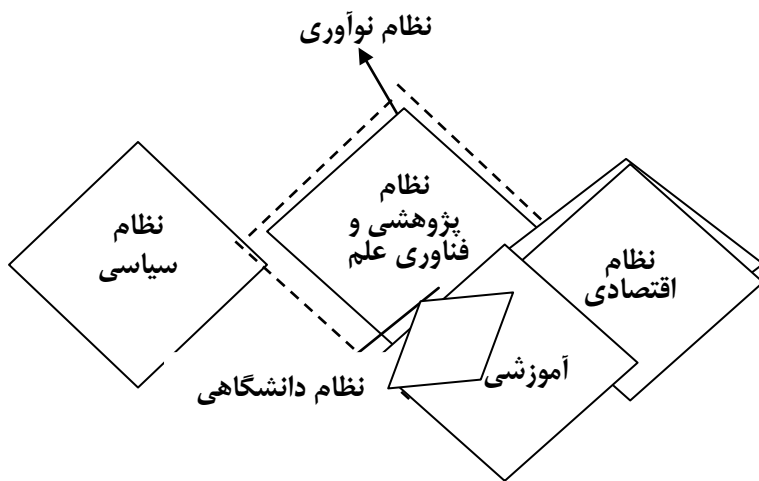 نظام نوآوری
نظام
پژوهشی و
فناوری علم
نظام
سیاسی
نظام
اقتصادی
نظام دانشگاهی
آموزشی